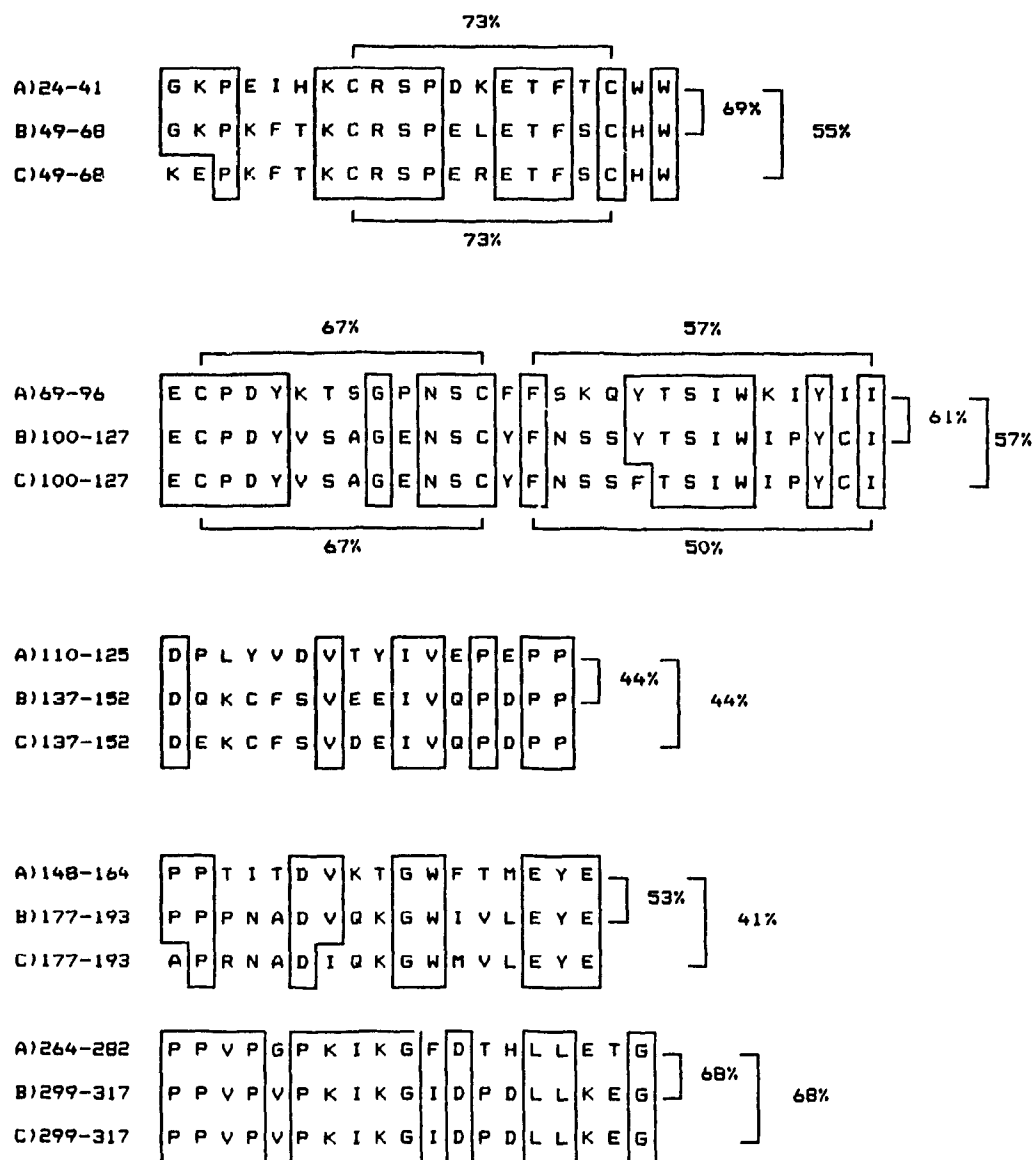 73%
A)24-41 G K P E I H K C R S P D K E T F T C W W
69%
B)49-68 G K P K F T K C R S P E L E T F S C H W
55%
C)49-68 K E P K F T K C R S P E R E T F S C H W
73%
67% 57%
A)69-96 E C P D Y K T S G P N S C F F S K Q Y T S I W K I Y I I
61%
B)100-127 E C P D Y V S A G E N S C Y F N S S Y T S I W I P Y C I
57%
C)100-127 E C P D Y V S A G E N S C Y F N S S F T S I W I P Y C I
67% 50%
A)110-125 D P L Y V D V T Y I V E P E P P
44%
B)137-152 D Q K C F S V E E I V Q P D P P
44%
C)137-152 D E K C F S V D E I V Q P D P P
A)148-164 P P T I T D V K T G W F T M E Y E
53%
B)177-193 P P P N A D V Q K G W I V L E Y E
41%
C)177-193 A P R N A D I Q K G W M V L E Y E
A)264-282 P P V P G P K I K G F D T H L L E T G
68%
B)299-317 P P V P V P K I K G I D P D L L K E G
68%
C)299-317 P P V P V P K I K G I D P D L L K E G